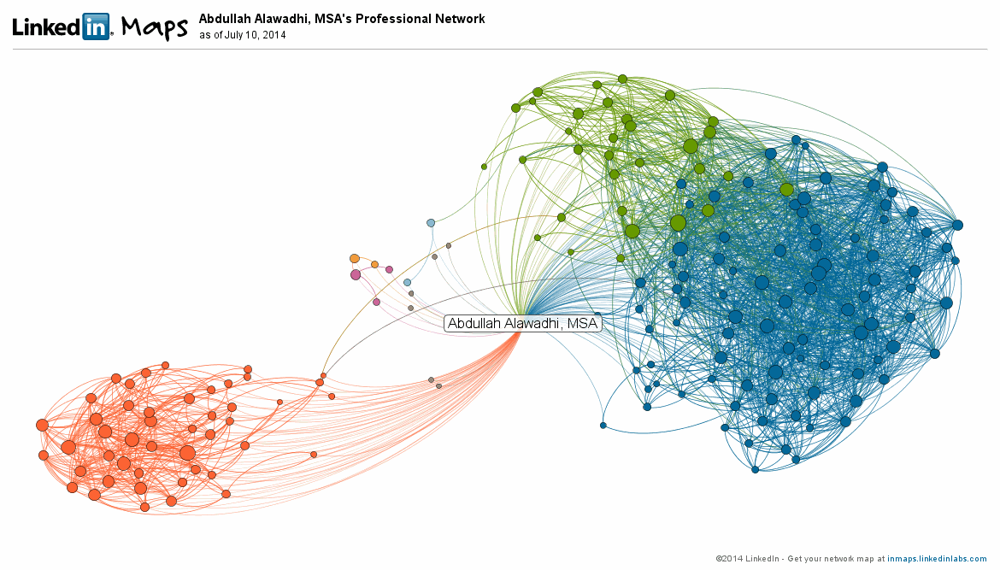 LinkedIn Maps
Abdullah Alawadhi, MSA's Professional Network
as of July 10, 2014
Abdullah Alawadhi, MSA
©2014 LinkedIn - Get your network map at inmaps.linkedinlabs.com